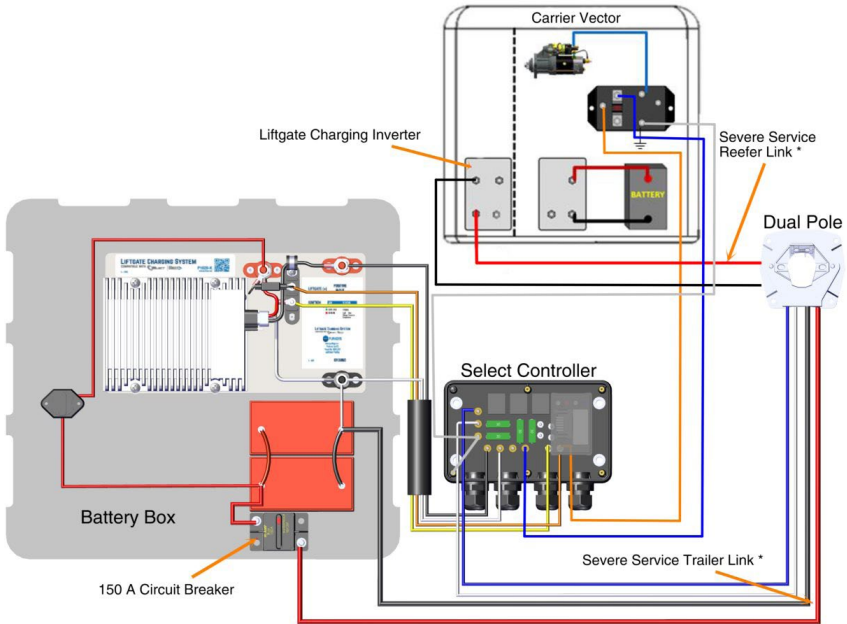 Carrier Vector
Liftgate Charging Inverter
Severe Service
Reefer Link *
BATTERY
Dual Pole
LIFTGATE CHARGING SYSTEM
Select Controller
Battery Box
150 A Circuit Breaker
Severe Service Trailer Link *